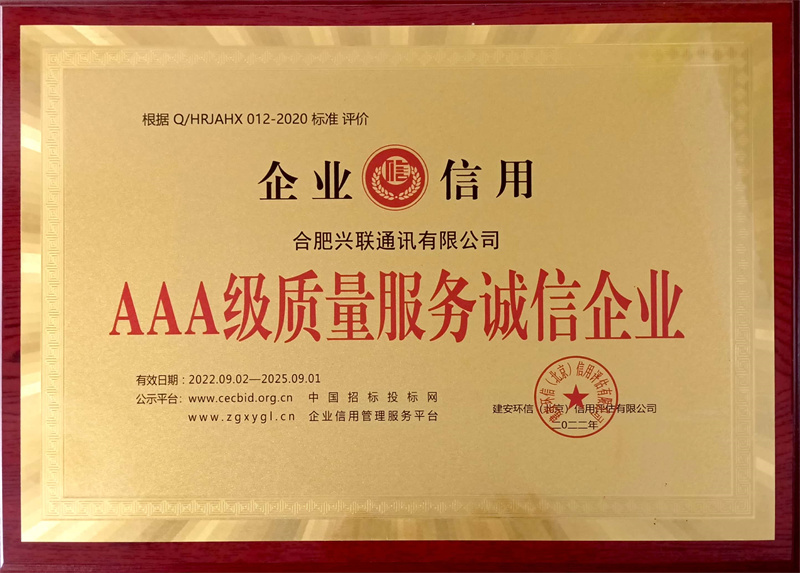 根据 Q/HRJAHX 012-2020 标准 评价
企业 信 信用
合肥兴联通讯有限公司
AAA级质量服务诚信企业
有效日期：2022.09.02—2025.09.01
公示平台：www.cecbid.org.cn 中国招标投标网
www.zgxygl.cn 企业信用管理服务平台
建安环信（北京）信用评估有限公司
二〇二二年